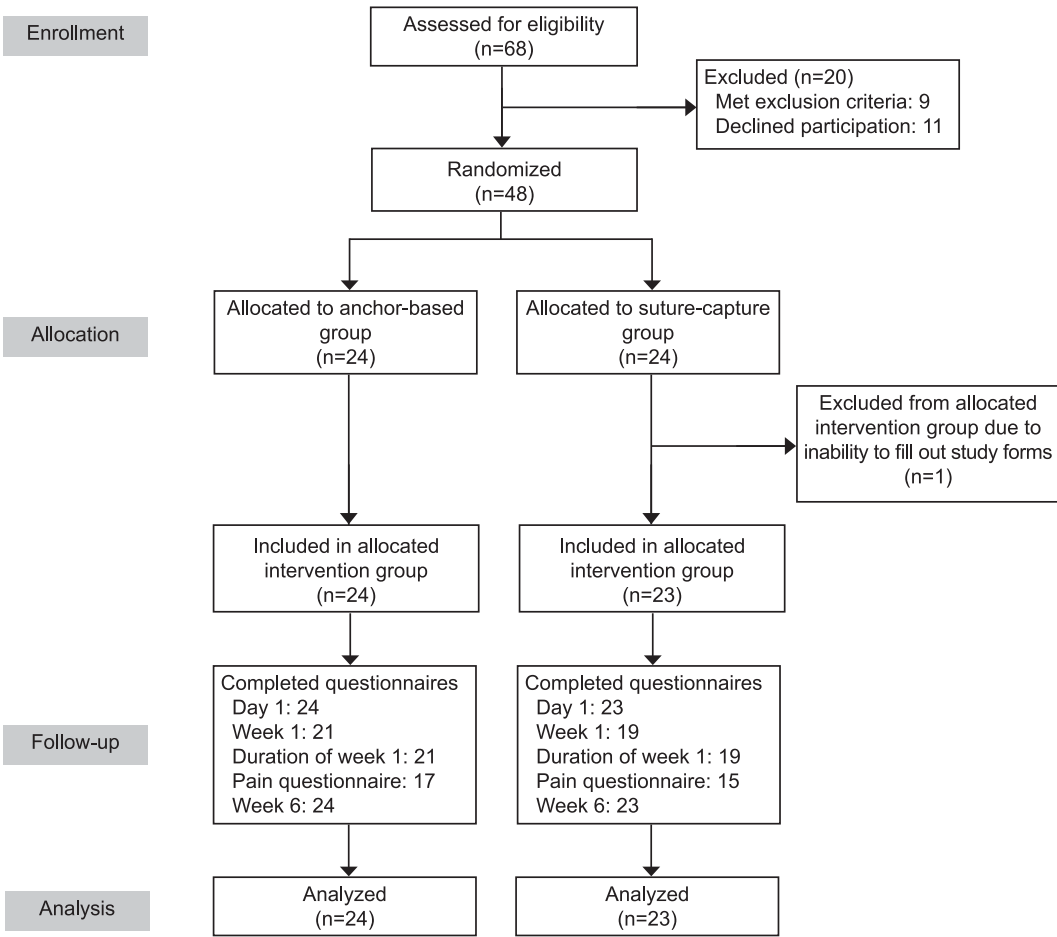 Enrollment
Assessed for eligibility
(n=68)
Excluded (n=20)
Met exclusion criteria: 9
Declined participation: 11
Randomized
(n=48)
Allocation
Allocated to anchor-based
group
(n=24)
Allocated to suture-capture
group
(n=24)
Excluded from allocated
intervention group due to
inability to fill out study forms
(n=1)
Included in allocated
intervention group
(n=24)
Included in allocated
intervention group
(n=23)
Follow-up
Completed questionnaires
Day 1: 24
Week 1: 21
Duration of week 1: 21
Pain questionnaire: 17
Week 6: 24
Completed questionnaires
Day 1: 23
Week 1: 19
Duration of week 1: 19
Pain questionnaire: 15
Week 6: 23
Analysis
Analyzed
(n=24)
Analyzed
(n=23)